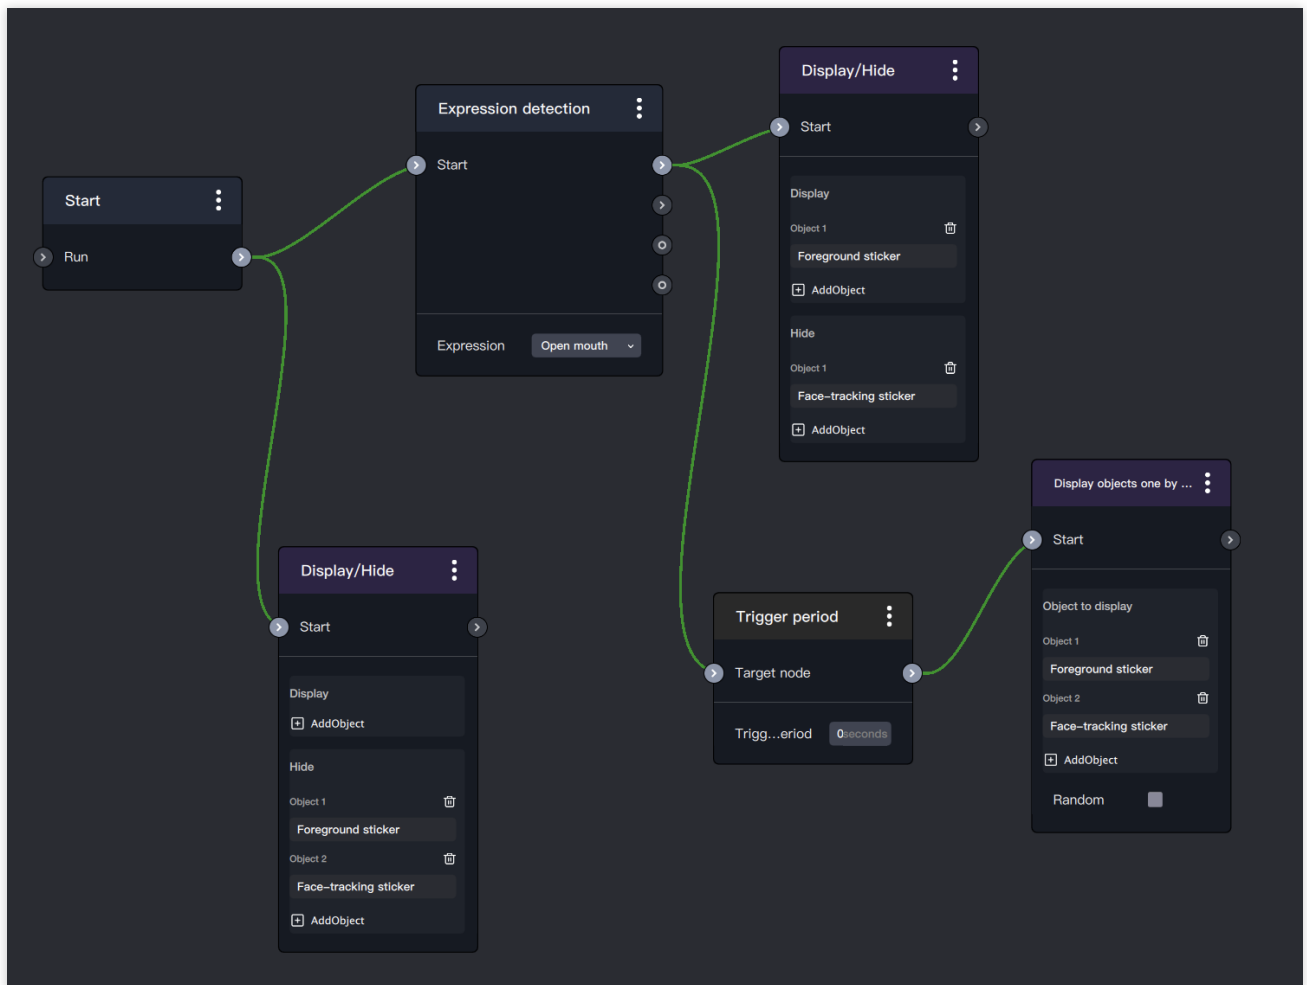 Start
Run
Expression detection
Start
Expression
Open mouth
Display/Hide
Start
Display
Object 1
Foreground sticker
AddObject
Hide
Object 1
Face-tracking sticker
AddObject
Display/Hide
Start
Display
AddObject
Hide
Object 1
Foreground sticker
Object 2
Face-tracking sticker
AddObject
Trigger period
Target node
Trigg...eriod
0seconds
Display objects one by ...
Start
Object to display
Object 1
Foreground sticker
Object 2
Face-tracking sticker
AddObject
Random